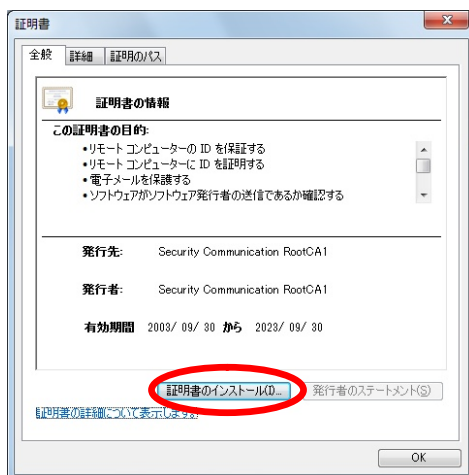 証明書
全般 詳細 証明のパス
証明書の情報
この証明書の目的:
•リモート コンピューターの ID を保証する
•リモート コンピューターに ID を証明する
•電子メールを保護する
•ソフトウェアがソフトウェア発行者の送信であるか確認する
発行先: Security Communication RootCA1
発行者: Security Communication RootCA1
有効期間 2003/ 09/ 30 から 2023/ 09/ 30
証明書のインストール(I)... 発行者のステートメント(S)
証明書の詳細について表示します。
OK